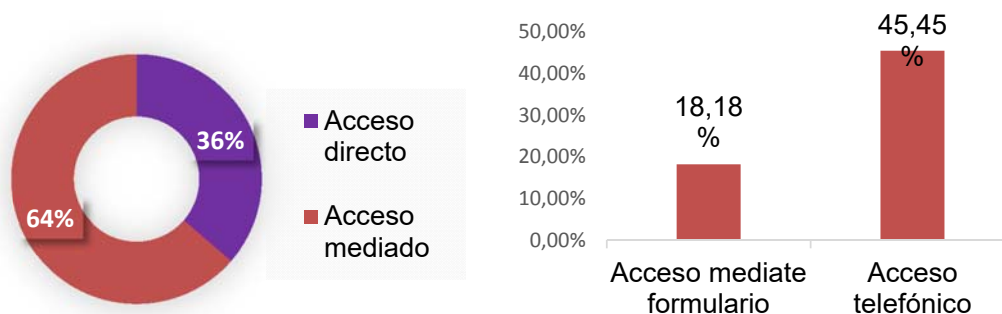 36%
64%
Acceso
directo
Acceso
mediado
50,00%
40,00%
30,00%
20,00%
10,00%
0,00%
18,18
%
45,45
%
Acceso mediate
formulario
Acceso
telefónico